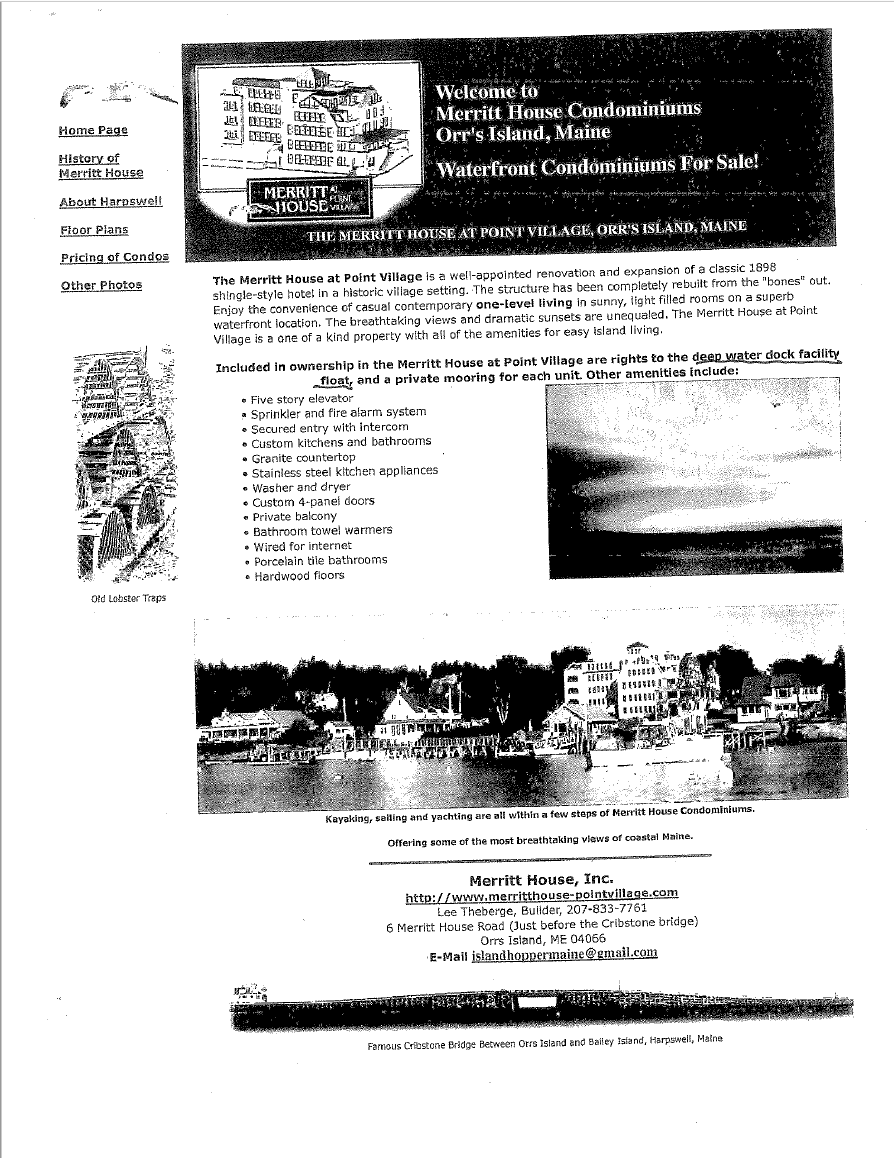 Home Page
History of
Merritt House
About Harpswell
Floor Plans
Pricing of Condos
Other Photos
Old Lobster Traps
MERRITT AT
HOUSE POINT
VILLAGE
Welcome to
Merritt House Condominiums
Orr's Island, Maine
Waterfront Condominiums For Sale!
THE MERRITT HOUSE AT POINT VILLAGE, ORR'S ISLAND, MAINE
The Merritt House at Point Village is a well-appointed renovation and expansion of a classic 1898
shingle-style hotel in a historic village setting. The structure has been completely rebuilt from the "bones" out.
Enjoy the convenience of casual contemporary one-level living in sunny, light filled rooms on a superb
waterfront location. The breathtaking views and dramatic sunsets are unequaled. The Merritt House at Point
Village is a one of a kind property with all of the amenities for easy island living.
Included in ownership in the Merritt House at Point Village are rights to the deep water dock facility
float, and a private mooring for each unit. Other amenities include:
• Five story elevator
• Sprinkler and fire alarm system
• Secured entry with intercom
• Custom kitchens and bathrooms
• Granite countertop
• Stainless steel kitchen appliances
• Washer and dryer
• Custom 4-panel doors
• Private balcony
• Bathroom towel warmers
• Wired for internet
• Porcelain tile bathrooms
• Hardwood floors
Kayaking, sailing and yachting are all within a few steps of Merritt House Condominiums.
Offering some of the most breathtaking views of coastal Maine.
Merritt House, Inc.
http://www.merritthouse-pointvillage.com
Lee Theberge, Builder, 207-833-7761
6 Merritt House Road (Just before the Cribstone bridge)
Orrs Island, ME 04066
E-Mail islandhoppermaine@gmail.com
Famous Cribstone Bridge Between Orrs Island and Bailey Island, Harpswell, Maine